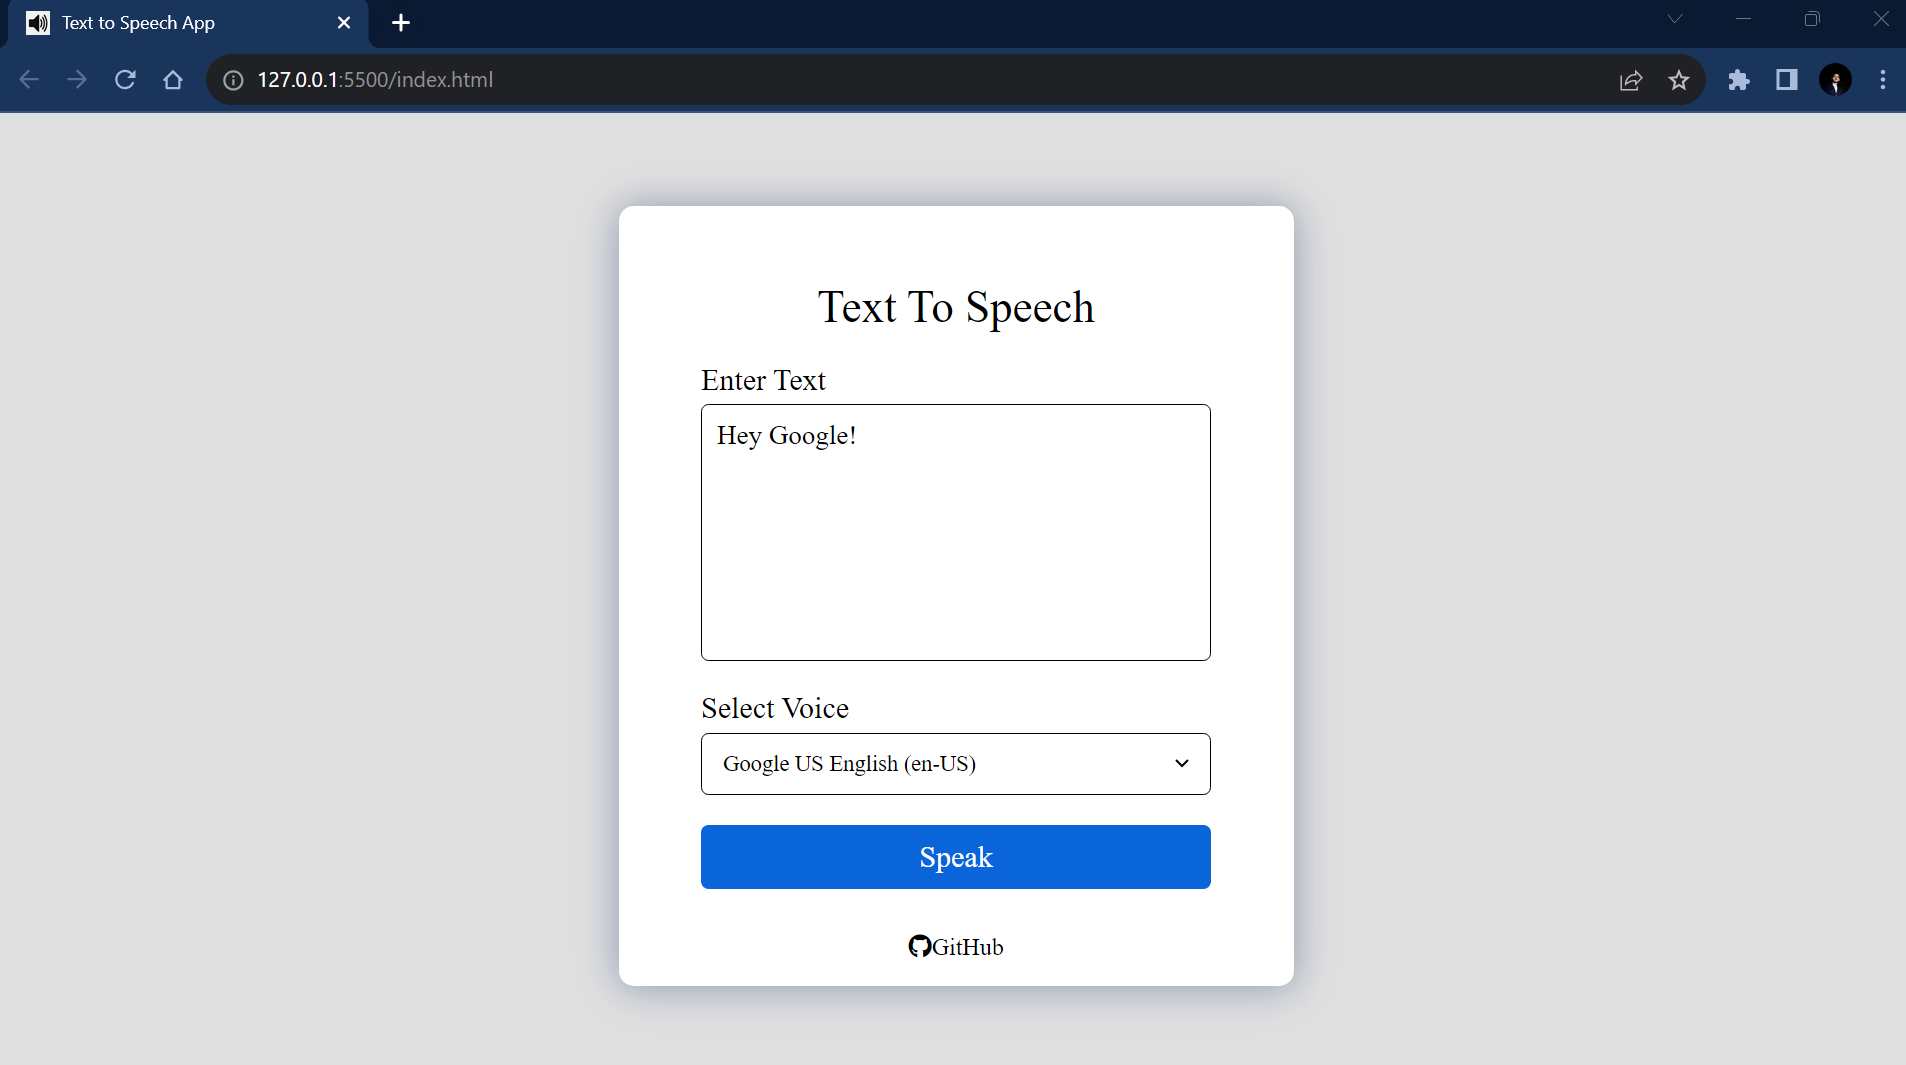 Text to Speech App
127.0.0.1:5500/index.html
Text To Speech
Enter Text
Hey Google!
Select Voice
Google US English (en-US)
Speak
GitHub